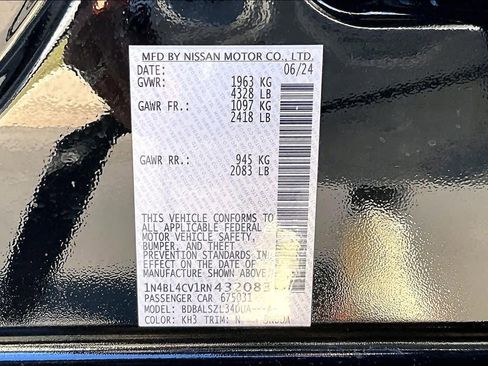 MFD BY NISSAN MOTOR CO., LTD.
DATE: 06/24
GVWR: 1963 KG
4328 LB
GAWR FR.: 1097 KG
2418 LB
GAWR RR.: 945 KG
2083 LB
THIS VEHICLE CONFORMS TO
ALL APPLICABLE FEDERAL
MOTOR VEHICLE SAFETY,
BUMPER, AND THEFT
PREVENTION STANDARDS
IN EFFECT ON THE DATE OF
MANUFACTURE SHOWN ABOVE.
1N4BL4CV1RN432083
PASSENGER CAR 675031
MODEL:
COLOR: KH3 TRIM: